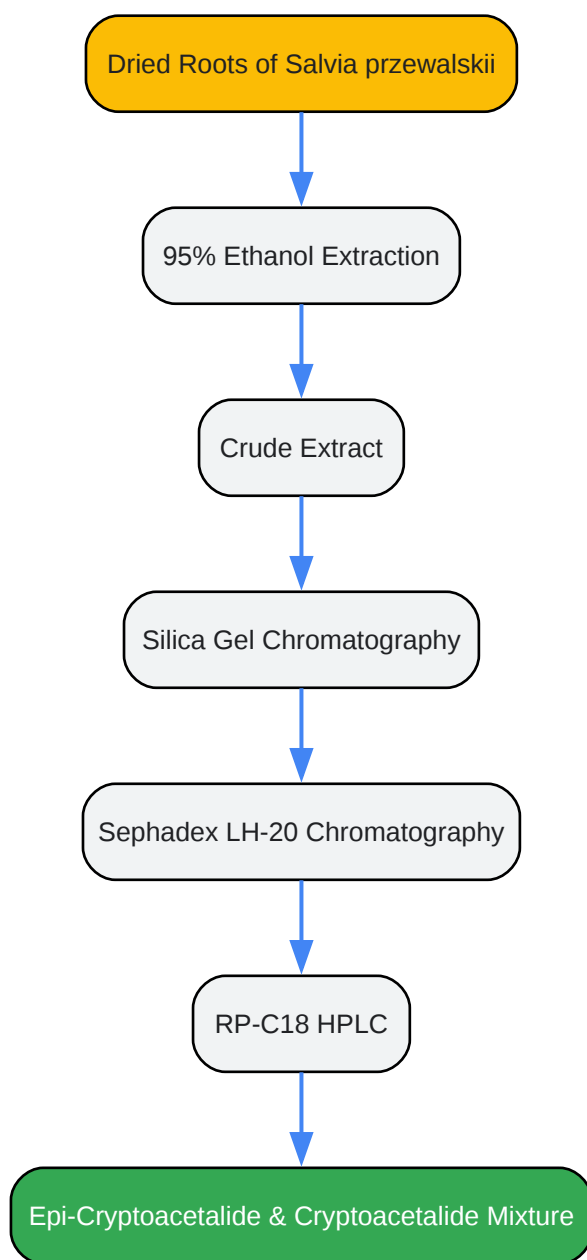 Dried Roots of Salvia przewalskii
95% Ethanol Extraction
Crude Extract
Silica Gel Chromatography
Sephadex LH-20 Chromatography
RP-C18 HPLC
Epi-Cryptoacetalide & Cryptoacetalide Mixture